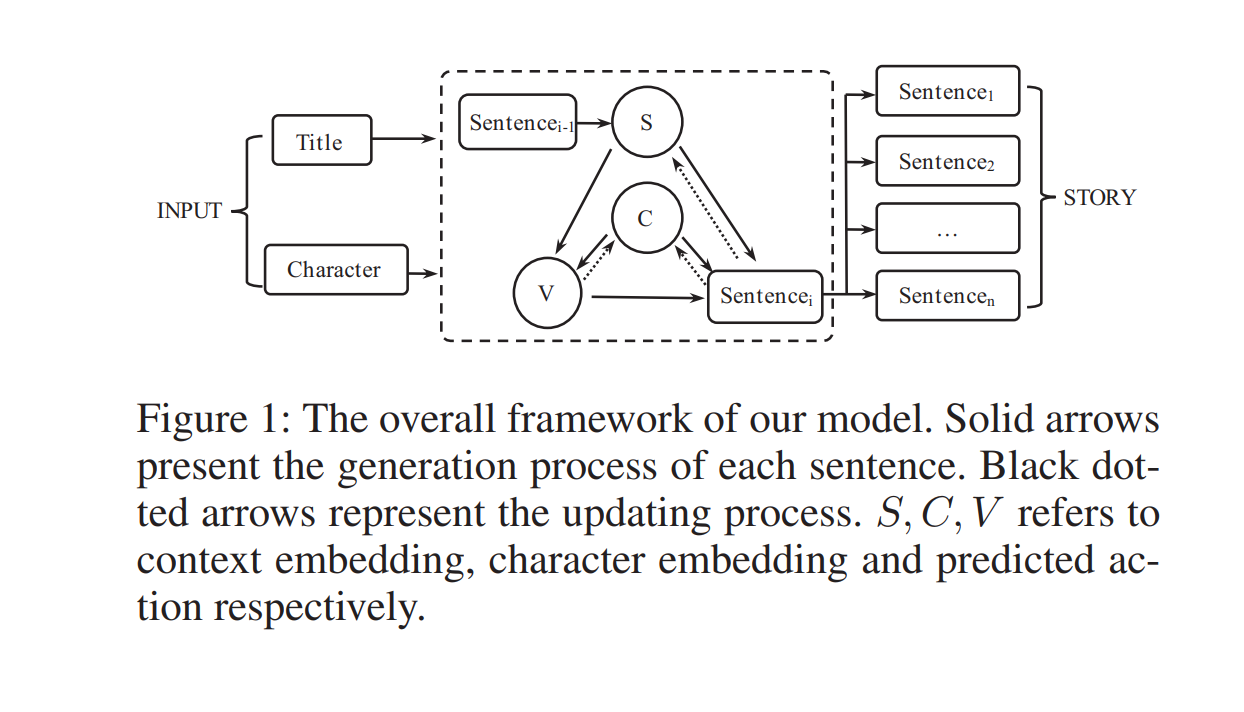 INPUT
Title
Character
Sentencei-1
S
C
V
Sentencei
Sentence1
Sentence2
...
Sentencen
STORY
Figure 1: The overall framework of our model. Solid arrows
present the generation process of each sentence. Black dot-
ted arrows represent the updating process. S, C, V refers to
context embedding, character embedding and predicted ac-
tion respectively.